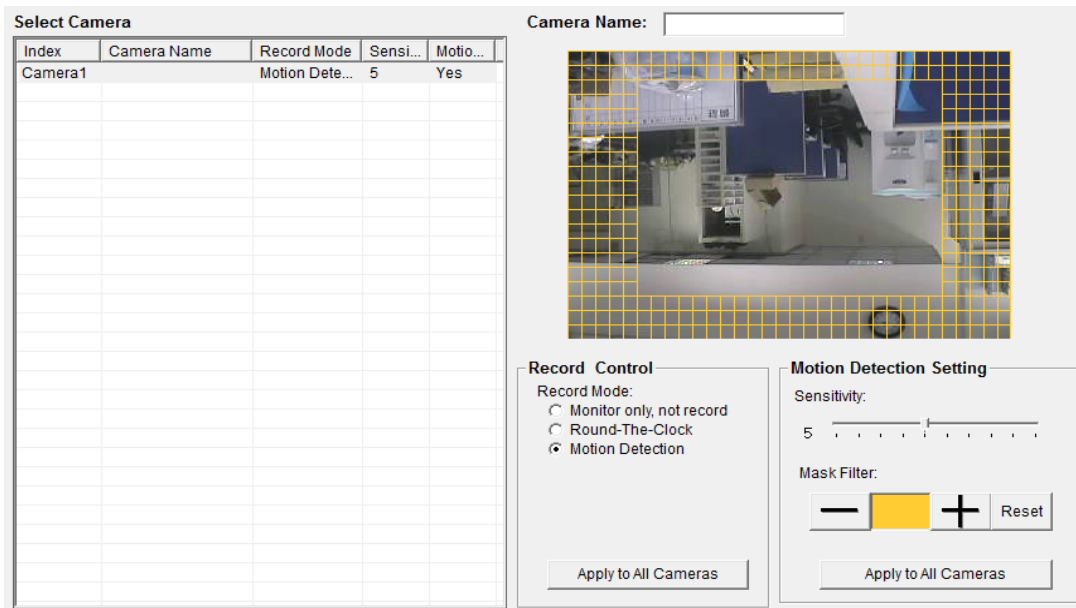 Select Camera
Index Camera Name Record Mode Sensi... Motio...
Camera1 Motion Dete... 5 Yes
Camera Name:
Record Control
Record Mode:
Monitor only, not record
Round-The-Clock
Motion Detection
Apply to All Cameras
Motion Detection Setting
Sensitivity:
5
Mask Filter:
Reset
Apply to All Cameras